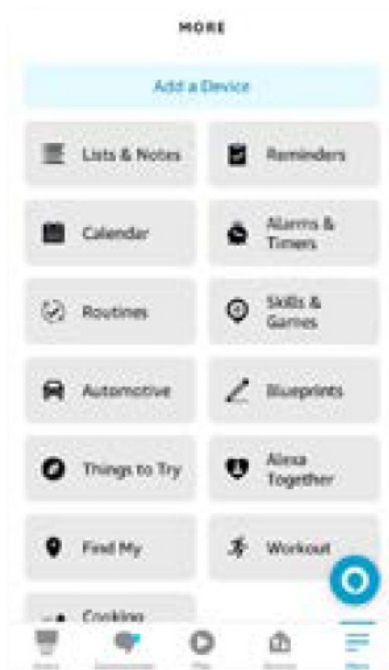 MORE
Add a Device
Lists & Notes
Reminders
Calendar
Alarms &
Timers
Routines
Skills &
Games
Automotive
Blueprints
Things to Try
Alexa
Together
Find My
Workout
Cooking
More